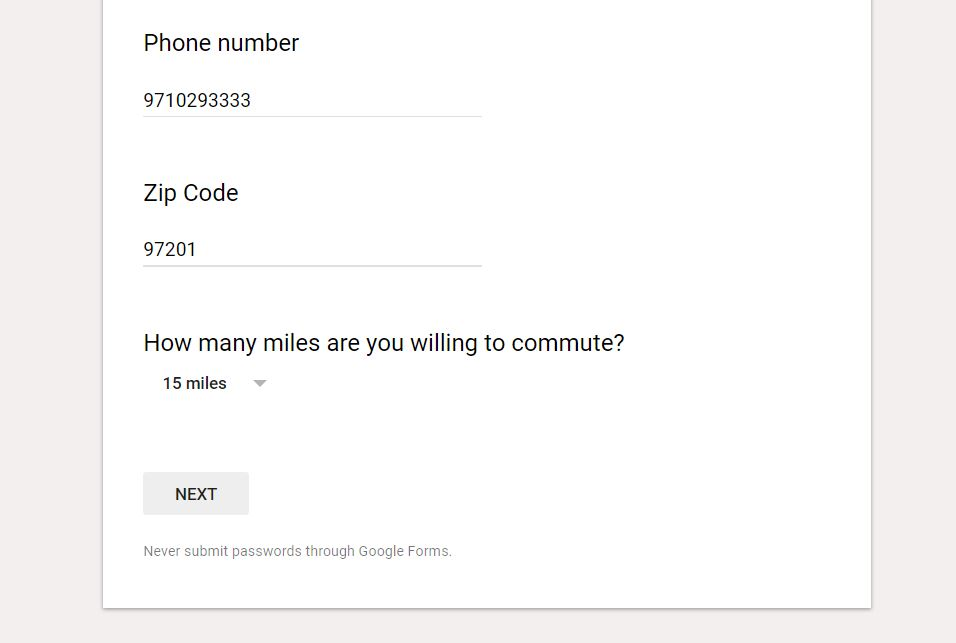 Phone number
9710293333
Zip Code
97201
How many miles are you willing to commute?
15 miles
NEXT
Never submit passwords through Google Forms.